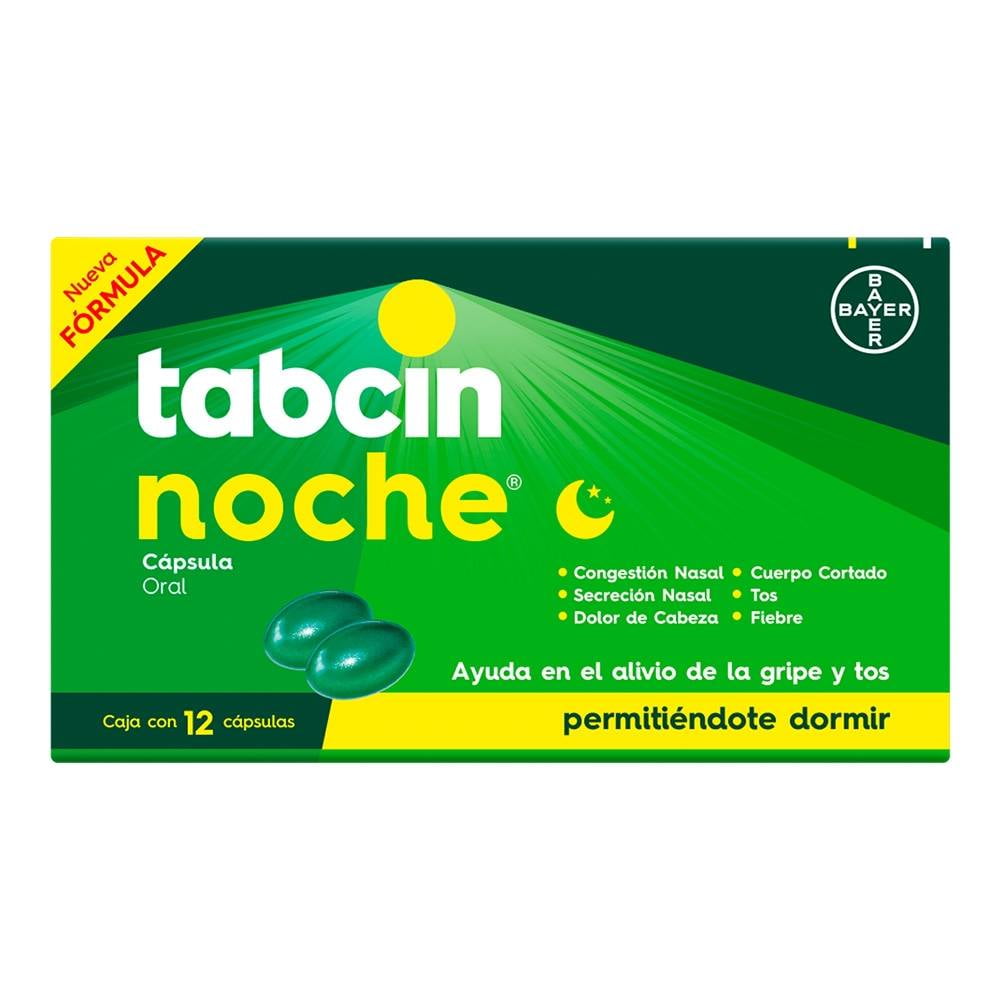 Nueva
FÓRMULA
BAYER
BAYER
tabcin
noche®
Cápsula
Oral
• Congestión Nasal • Cuerpo Cortado
• Secreción Nasal • Tos
• Dolor de Cabeza • Fiebre
Ayuda en el alivio de la gripe y tos
Caja con 12 cápsulas
permitiéndote dormir